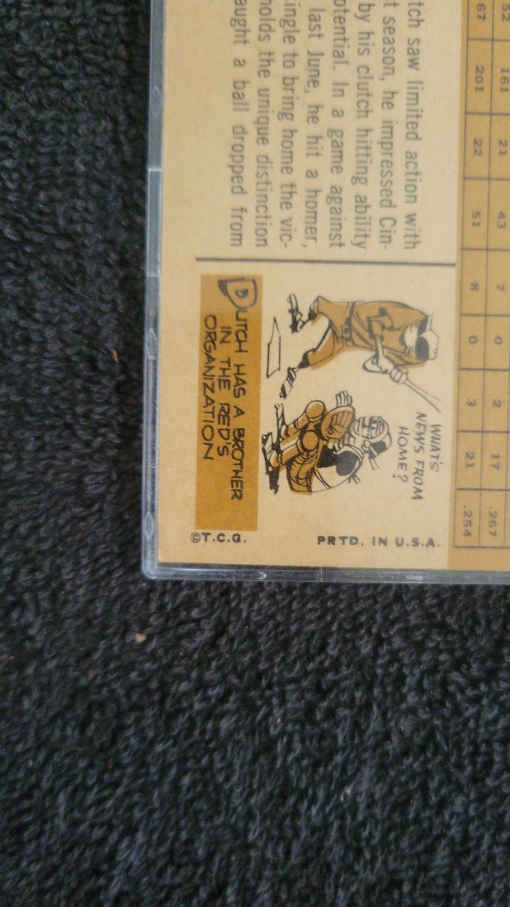 52 161 21 43 7 0 2 17 .267
67 201 22 51 8 0 3 21 .254
tch saw limited action with
t season, he impressed Cin-
by his clutch hitting ability
otential. In a game against
last June, he hit a homer,
ingle to bring home the vic-
holds the unique distinction
aught a ball dropped from
WHAT'S
NEWS FROM
HOME?
DUTCH HAS A BROTHER
IN THE RED'S
ORGANIZATION
©T.C.G.
PRTD. IN U.S.A.